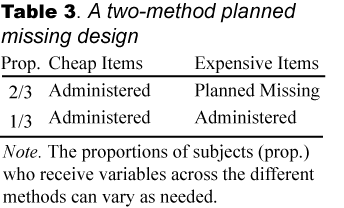 Table 3. A two-method planned
missing design
Prop. Cheap Items Expensive Items
2/3 Administered Planned Missing
1/3 Administered Administered
Note. The proportions of subjects (prop.)
who receive variables across the different
methods can vary as needed.